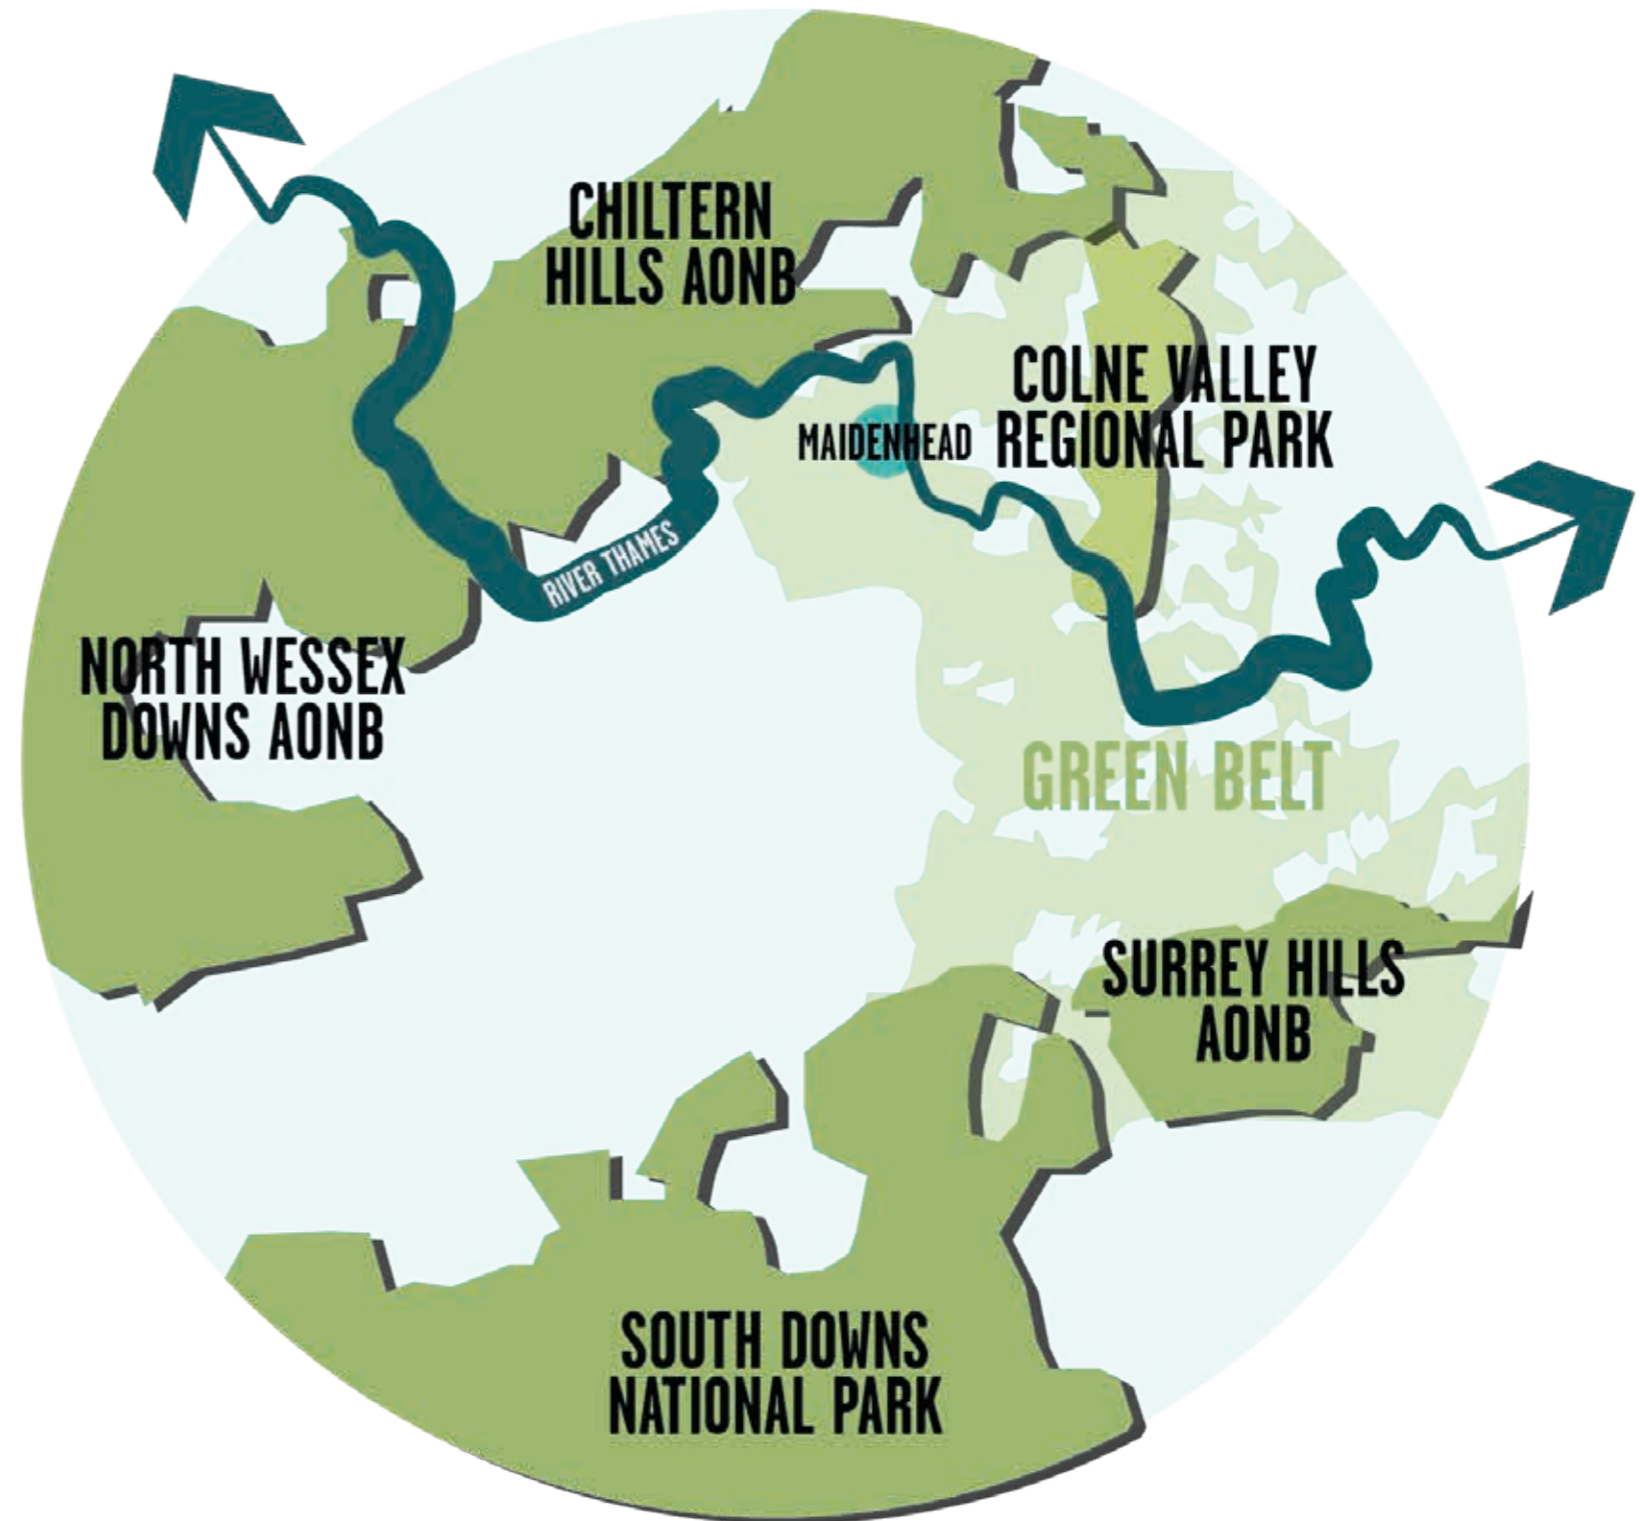 CHILTERN
HILLS AONB
COLNE VALLEY
REGIONAL PARK
MAIDENHEAD
RIVER THAMES
NORTH WESSEX
DOWNS AONB
GREEN BELT
SURREY HILLS
AONB
SOUTH DOWNS
NATIONAL PARK